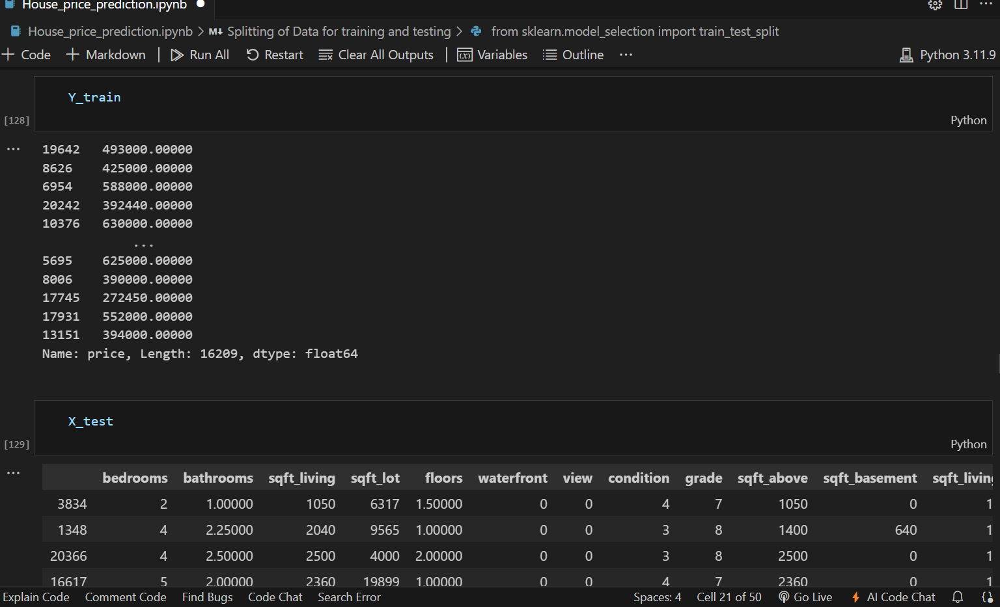 House_price_prediction.ipynb
House_price_prediction.ipynb > M↓ Splitting of Data for training and testing > from sklearn.model_selection import train_test_split
+ Code + Markdown | Run All Restart Clear All Outputs | Variables Outline ... Python 3.11.9
Y_train
[128] Python
... 19642 493000.00000
8626 425000.00000
6954 588000.00000
20242 392440.00000
10376 630000.00000
...
5695 625000.00000
8006 390000.00000
17745 272450.00000
17931 552000.00000
13151 394000.00000
Name: price, Length: 16209, dtype: float64
X_test
[129] Python
... bedrooms bathrooms sqft_living sqft_lot floors waterfront view condition grade sqft_above sqft_basement sqft_living
3834 2 1.00000 1050 6317 1.50000 0 0 4 7 1050 0 1
1348 4 2.25000 2040 9565 1.00000 0 0 3 8 1400 640 1
20366 4 2.50000 2500 4000 2.00000 0 0 3 8 2500 0 1
16617 5 2.00000 2360 19899 1.00000 0 0 4 7 2360 0 1
Explain Code Comment Code Find Bugs Code Chat Search Error Spaces: 4 Cell 21 of 50 Go Live AI Code Chat